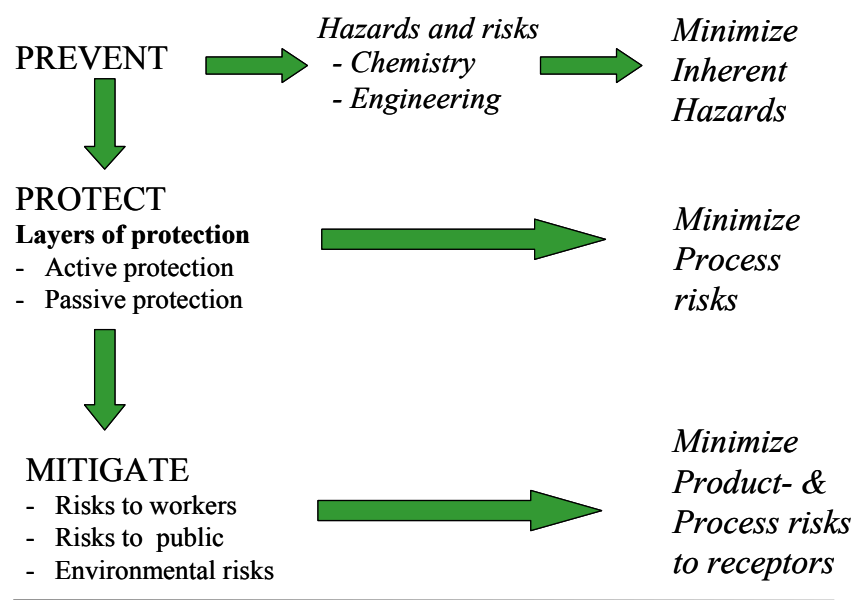 PREVENT
Hazards and risks
- Chemistry
- Engineering
Minimize
Inherent
Hazards
PROTECT
Layers of protection
- Active protection
- Passive protection
Minimize
Process
risks
MITIGATE
- Risks to workers
- Risks to public
- Environmental risks
Minimize
Product- &
Process risks
to receptors